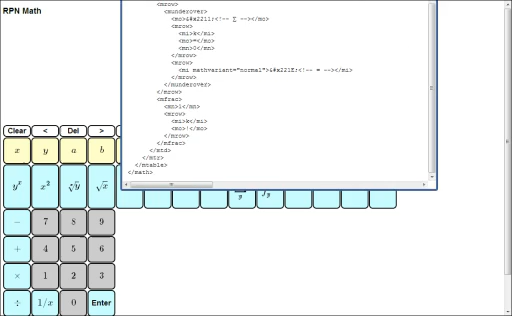 RPN Math
<mrow>
<munderover>
<mo>&#x2211;<!-- ∑ --></mo>
<mrow>
<mi>k</mi>
<mo>=</mo>
<mn>0</mn>
</mrow>
<mrow>
<mi mathvariant="normal">&#x221E;<!-- = --></mi>
</mrow>
</munderover>
</mrow>
<mfrac>
<mn>1</mn>
<mrow>
<mi>k</mi>
<mo>!</mo>
</mrow>
</mfrac>
</mtd>
</mtr>
</mtable>
</math>
Clear < Del >
x y a b
y^x x² ˣ√y √x
− 7 8 9
+ 4 5 6
× 1 2 3
÷ 1/x 0 Enter